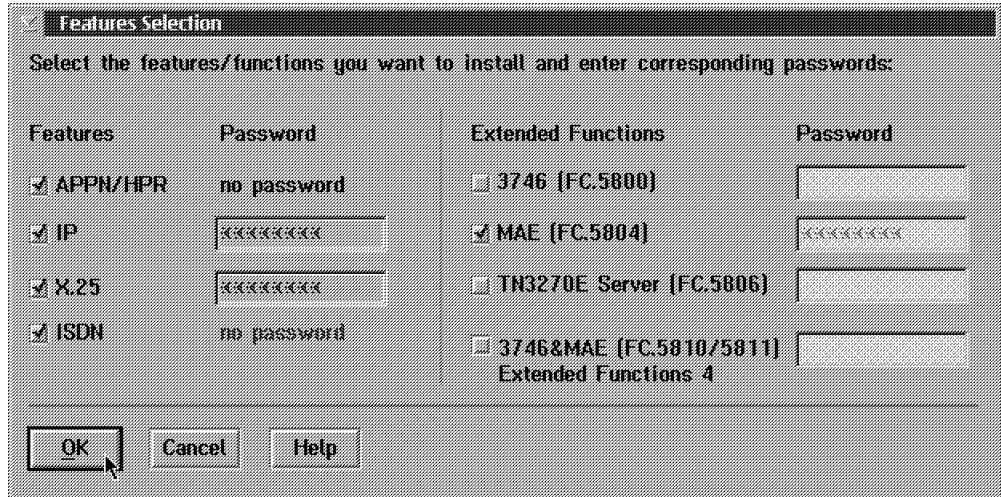 Features Selection
Select the features/functions you want to install and enter corresponding passwords:
Features Password Extended Functions Password
APPN/HPR no password 3746 (FC.5800)
IP ******** MAE (FC.5804) ********
X.25 ******** TN3270E Server (FC.5806)
ISDN no password 3746&MAE (FC.5810/5811)
Extended Functions 4
OK Cancel Help